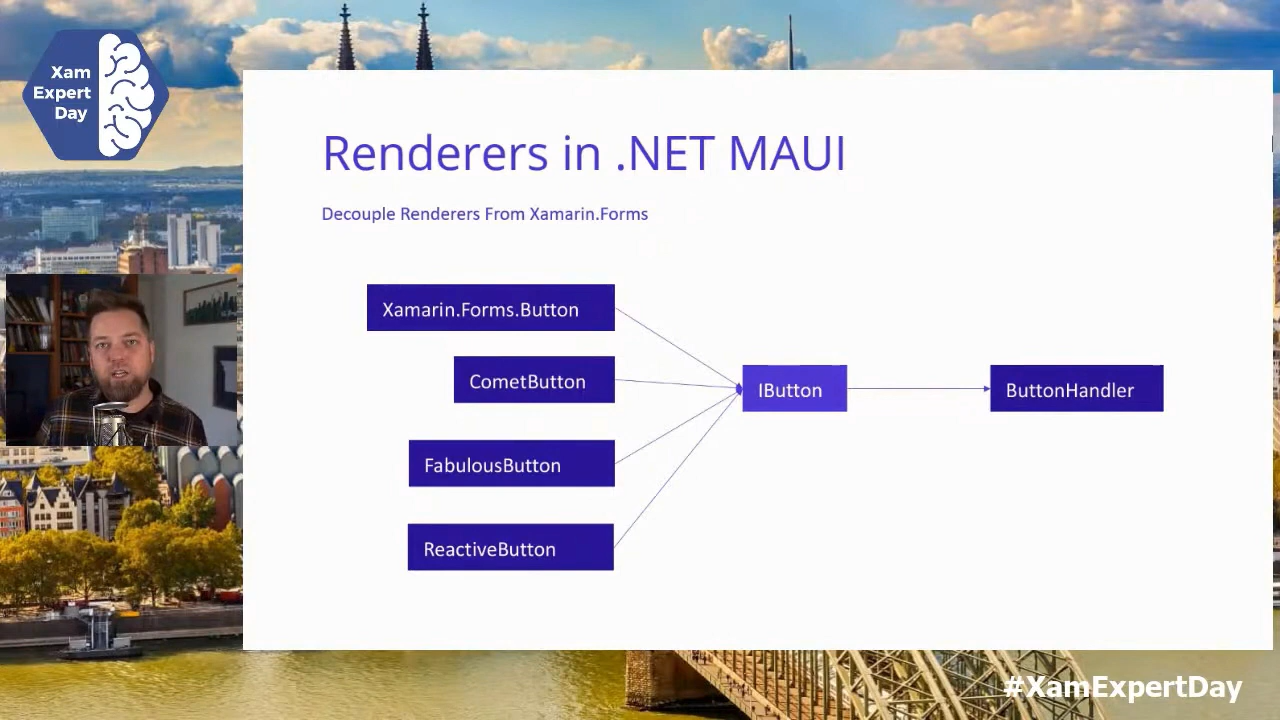 Xam
Expert
Day
Renderers in .NET MAUI
Decouple Renderers From Xamarin.Forms
Xamarin.Forms.Button
CometButton
IButton
ButtonHandler
FabulousButton
ReactiveButton
#XamExpertDay